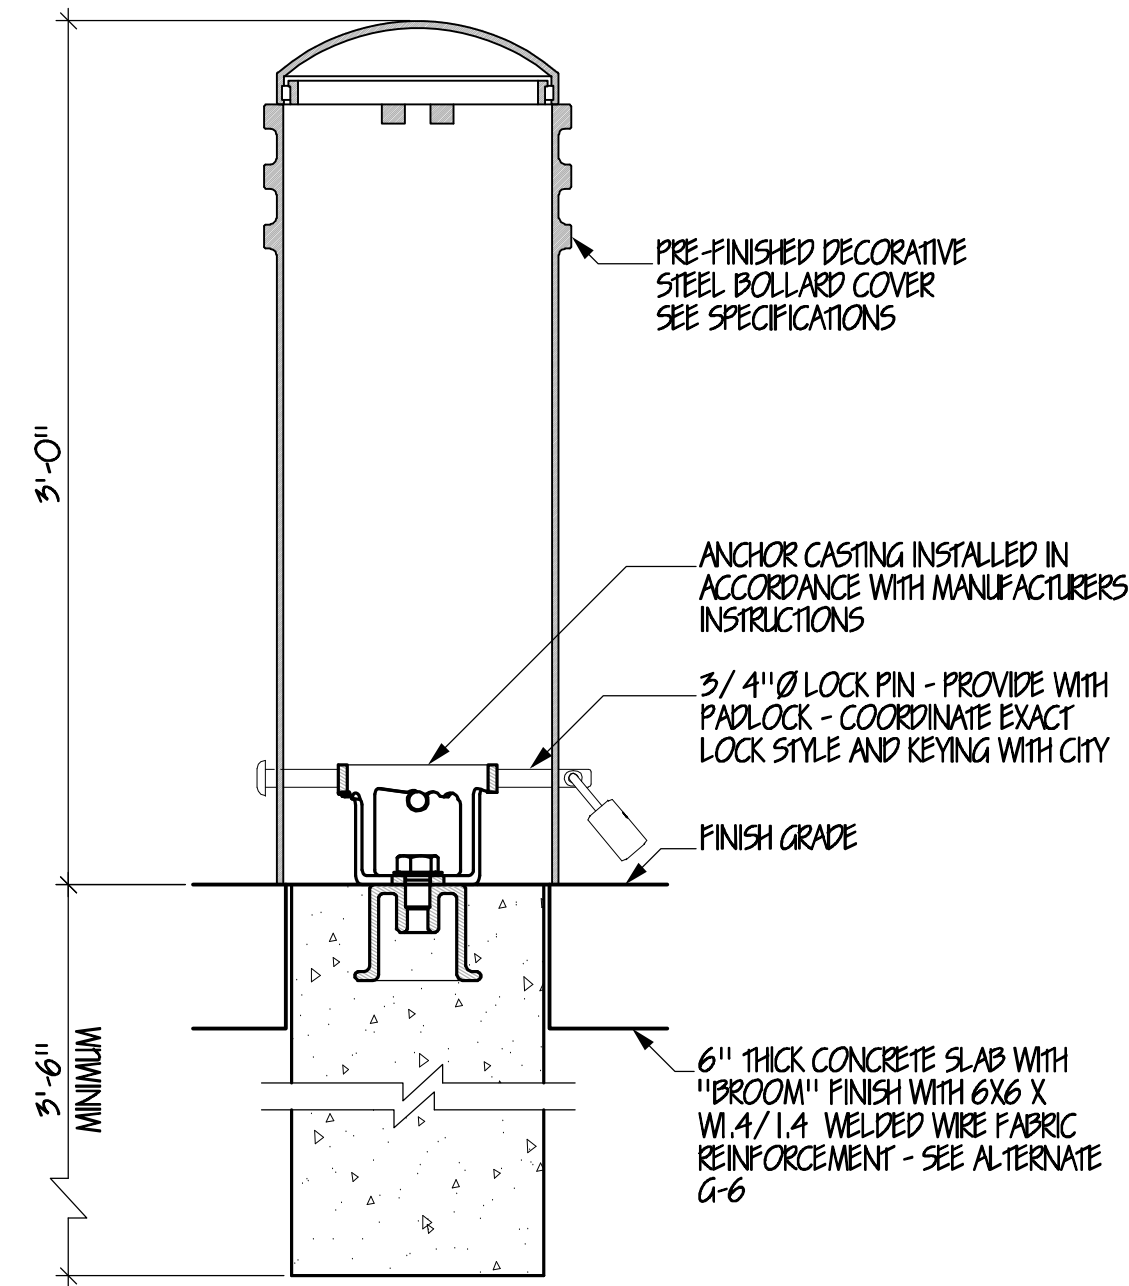 PRE-FINISHED DECORATIVE
STEEL BOLLARD COVER
SEE SPECIFICATIONS
3'-0"
ANCHOR CASTING INSTALLED IN
ACCORDANCE WITH MANUFACTURERS
INSTRUCTIONS
3/4"Ø LOCK PIN - PROVIDE WITH
PADLOCK - COORDINATE EXACT
LOCK STYLE AND KEYING WITH CITY
FINISH GRADE
3'-6"
MINIMUM
6" THICK CONCRETE SLAB WITH
"BROOM" FINISH WITH 6X6 X
W1.4/1.4 WELDED WIRE FABRIC
REINFORCEMENT - SEE ALTERNATE
G-6